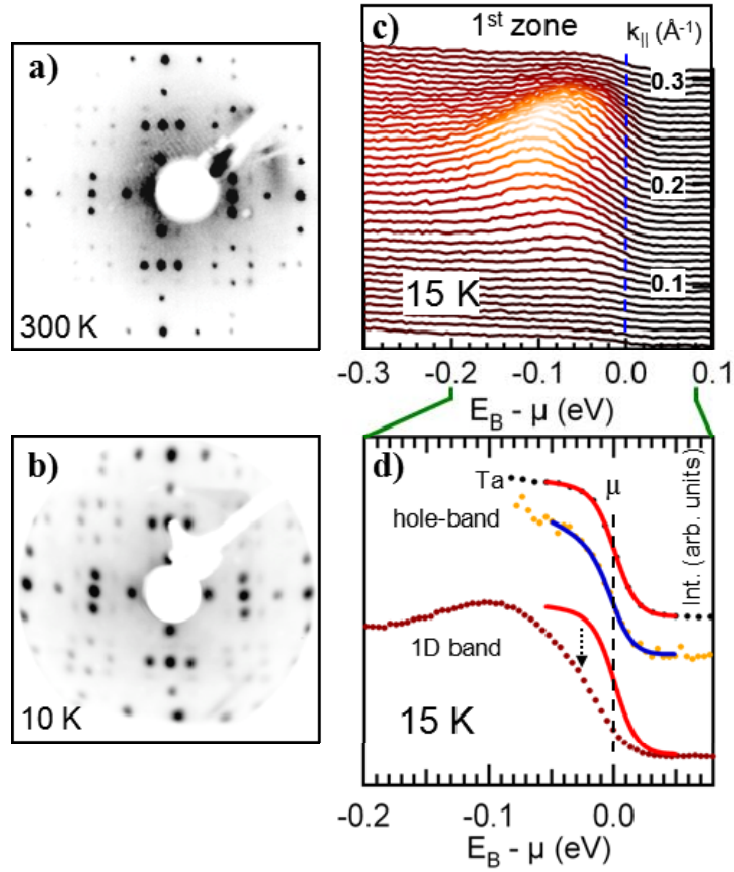 a)
300 K
c)
1st zone
k|| (Å-1)
0.3
0.2
0.1
15 K
-0.3
-0.2
-0.1
0.0
0.1
EB - μ (eV)
b)
10 K
d)
Ta
μ
hole-band
Int. (arb. units)
1D band
15 K
-0.2
-0.1
0.0
EB - μ (eV)